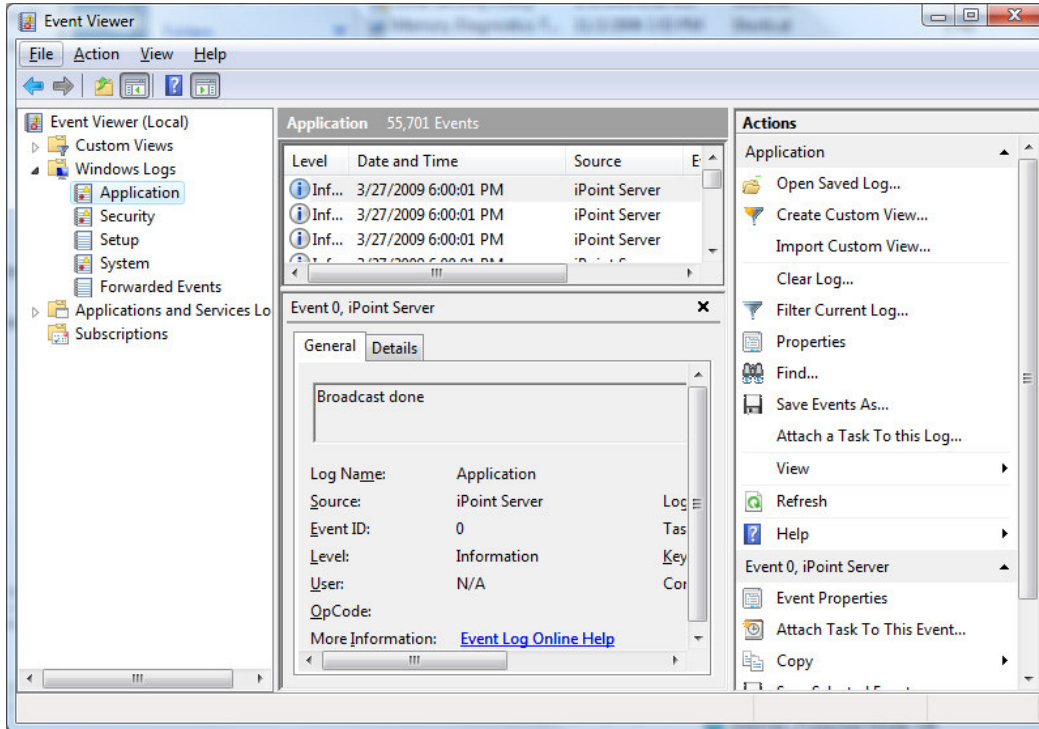 Event Viewer
File Action View Help
Event Viewer (Local)
Custom Views
Windows Logs
Application
Security
Setup
System
Forwarded Events
Applications and Services Lo
Subscriptions
Application 55,701 Events
Level Date and Time Source E
Inf... 3/27/2009 6:00:01 PM iPoint Server
Inf... 3/27/2009 6:00:01 PM iPoint Server
Inf... 3/27/2009 6:00:01 PM iPoint Server
Event 0, iPoint Server
General Details
Broadcast done
Log Name: Application
Source: iPoint Server Log
Event ID: 0 Tas
Level: Information Key
User: N/A Cor
OpCode:
More Information: Event Log Online Help
Actions
Application
Open Saved Log...
Create Custom View...
Import Custom View...
Clear Log...
Filter Current Log...
Properties
Find...
Save Events As...
Attach a Task To this Log...
View
Refresh
Help
Event 0, iPoint Server
Event Properties
Attach Task To This Event...
Copy